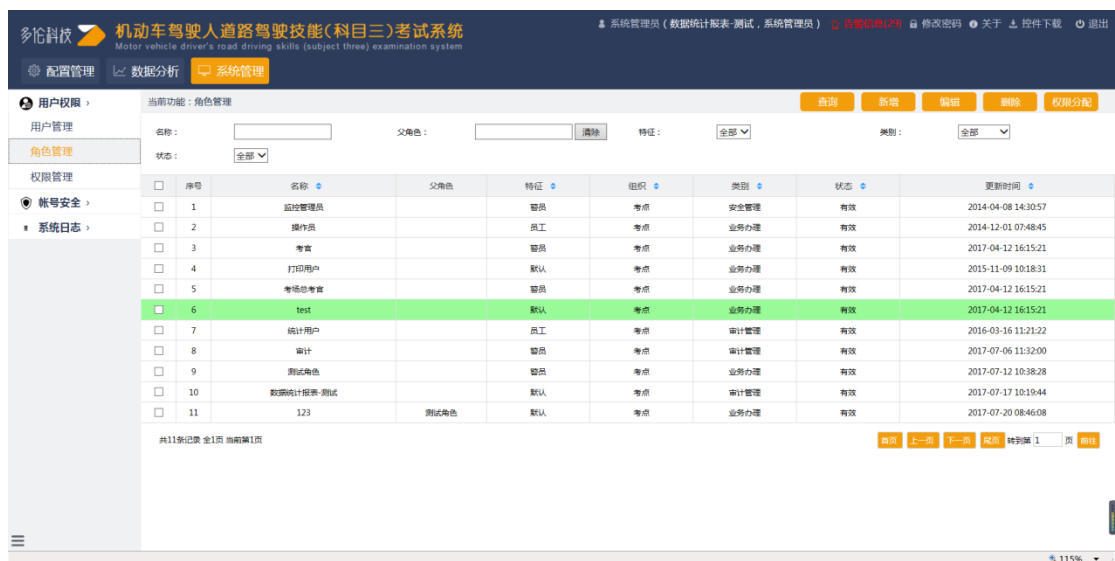 多伦科技 机动车驾驶人道路驾驶技能(科目三)考试系统
Motor vehicle driver's road driving skills (subject three) examination system
系统管理员 ( 数据统计报表-测试 , 系统管理员 ) 告警信息(29) 修改密码 关于 控件下载 退出
配置管理 数据分析 系统管理
用户权限 ›
用户管理
角色管理
权限管理
帐号安全 ›
系统日志 ›
当前功能 : 角色管理 查询 新增 编辑 删除 权限分配
名称 : 父角色 : 清除 特征 : 全部 类别 : 全部
状态 : 全部
序号 名称 父角色 特征 组织 类别 状态 更新时间
1 监控管理员 警员 考点 安全管理 有效 2014-04-08 14:30:57
2 操作员 员工 考点 业务办理 有效 2014-12-01 07:48:45
3 考官 警员 考点 业务办理 有效 2017-04-12 16:15:21
4 打印用户 默认 考点 业务办理 有效 2015-11-09 10:18:31
5 考场总考官 警员 考点 业务办理 有效 2017-04-12 16:15:21
6 test 默认 考点 业务办理 有效 2017-04-12 16:15:21
7 统计用户 员工 考点 审计管理 有效 2016-03-16 11:21:22
8 审计 警员 考点 审计管理 有效 2017-07-06 11:32:00
9 测试角色 警员 考点 业务办理 有效 2017-07-12 10:38:28
10 数据统计报表-测试 默认 考点 审计管理 有效 2017-07-17 10:19:44
11 123 测试角色 默认 考点 业务办理 有效 2017-07-20 08:46:08
共11条记录 全1页 当前第1页 首页 上一页 下一页 尾页 转到第 1 页 前往
115%